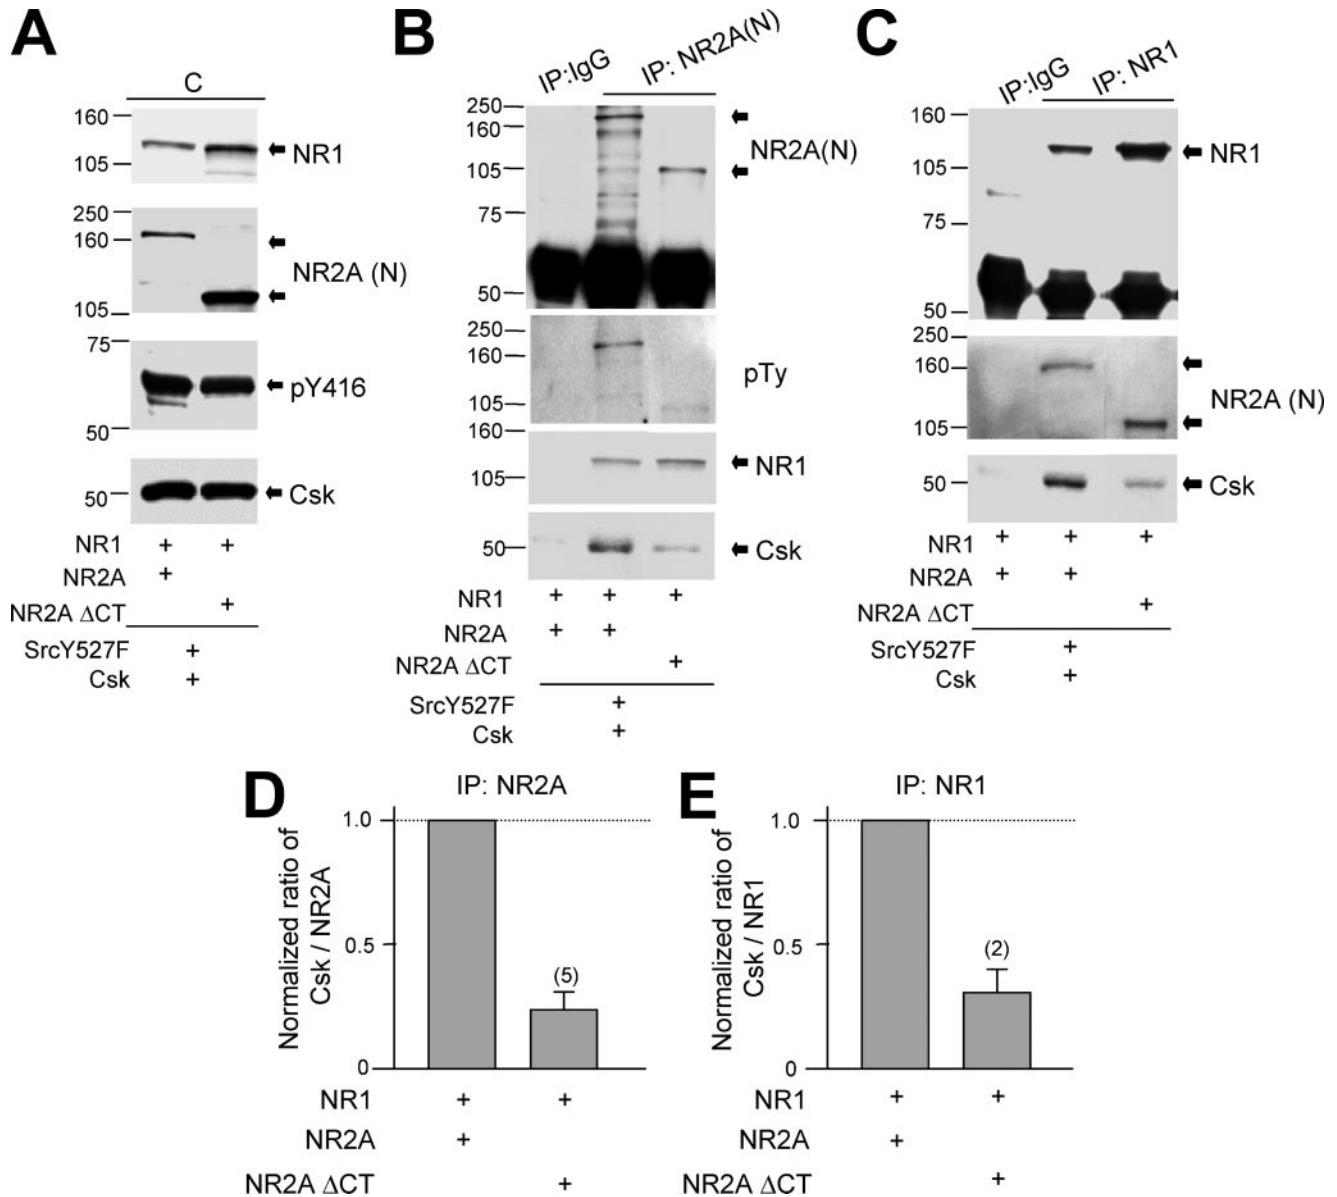 A
C
160
105
NR1
250
160
105
NR2A (N)
75
50
pY416
50
Csk
NR1 + +
NR2A +
NR2A ΔCT +
SrcY527F +
Csk +
B
IP:IgG
IP: NR2A(N)
250
160
105
75
50
NR2A(N)
250
160
105
pTy
160
105
NR1
50
Csk
NR1 + + +
NR2A + +
NR2A ΔCT +
SrcY527F +
Csk +
C
IP:IgG
IP: NR1
160
105
75
50
NR1
250
160
105
NR2A (N)
50
Csk
NR1 + + +
NR2A + +
NR2A ΔCT +
SrcY527F +
Csk +
D
IP: NR2A
Normalized ratio of
Csk / NR2A
1.0
0.5
0
(5)
NR1 + +
NR2A +
NR2A ΔCT +
E
IP: NR1
Normalized ratio of
Csk / NR1
1.0
0.5
0
(2)
NR1 + +
NR2A +
NR2A ΔCT +